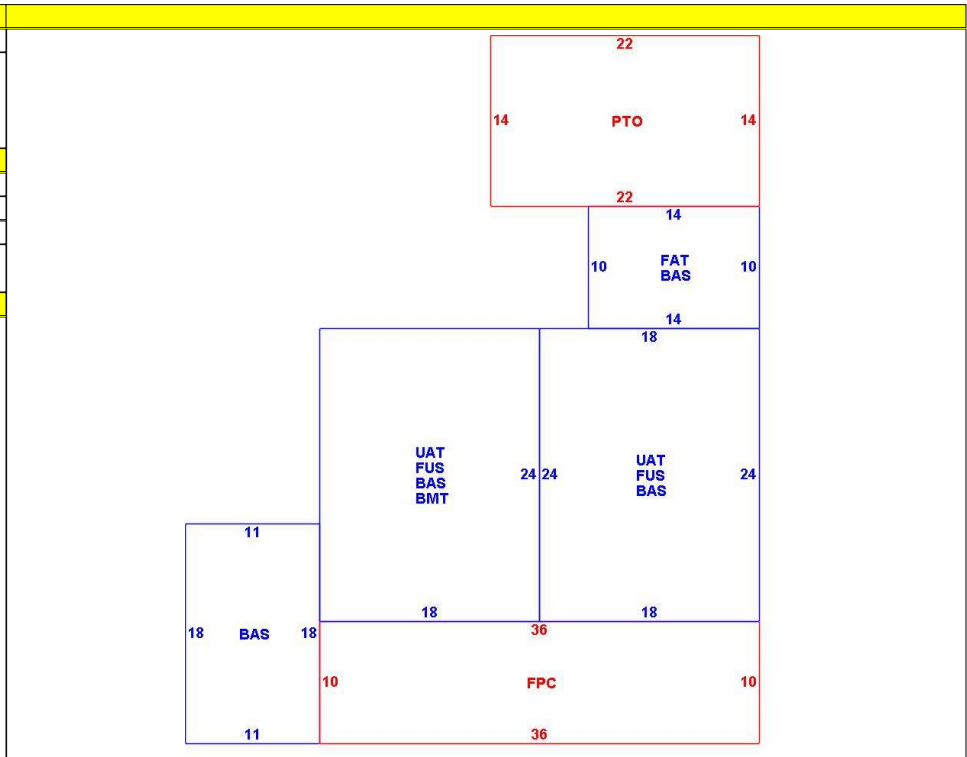 22
14 PTO 14
22
14
10 FAT 10
BAS
14
18
UAT
FUS
BAS
BMT
24 24
UAT
FUS
BAS
24
11
18 18
18 BAS 18
36
10 FPC 10
11
36